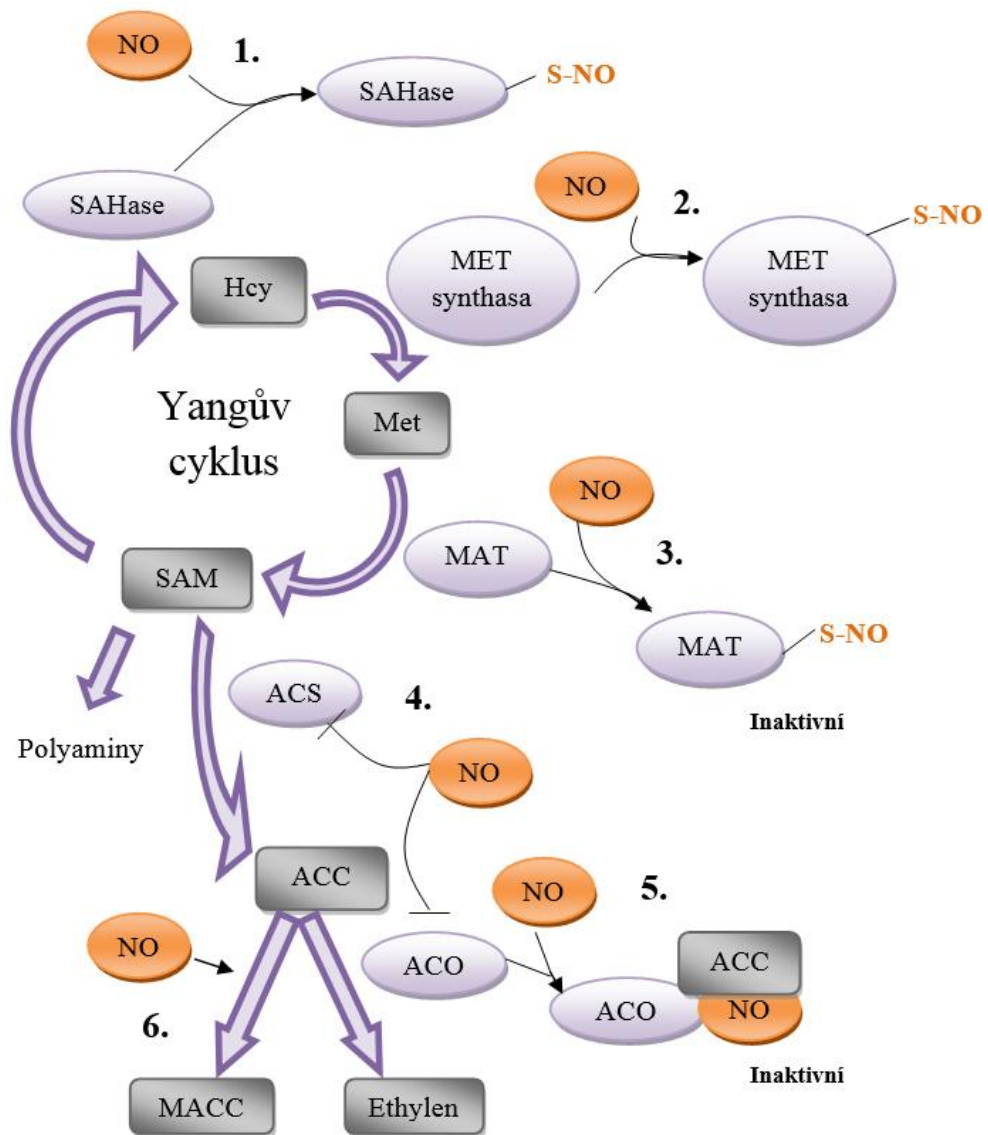 NO
1.
SAHase
S-NO
SAHase
NO
2.
S-NO
MET
synthasa
MET
synthasa
Hcy
Met
Yangův
cyklus
NO
3.
MAT
SAM
MAT
S-NO
Inaktivní
ACS
4.
NO
Polyaminy
ACC
NO
5.
NO
ACO
ACC
ACO
NO
6.
Inaktivní
MACC
Ethylen